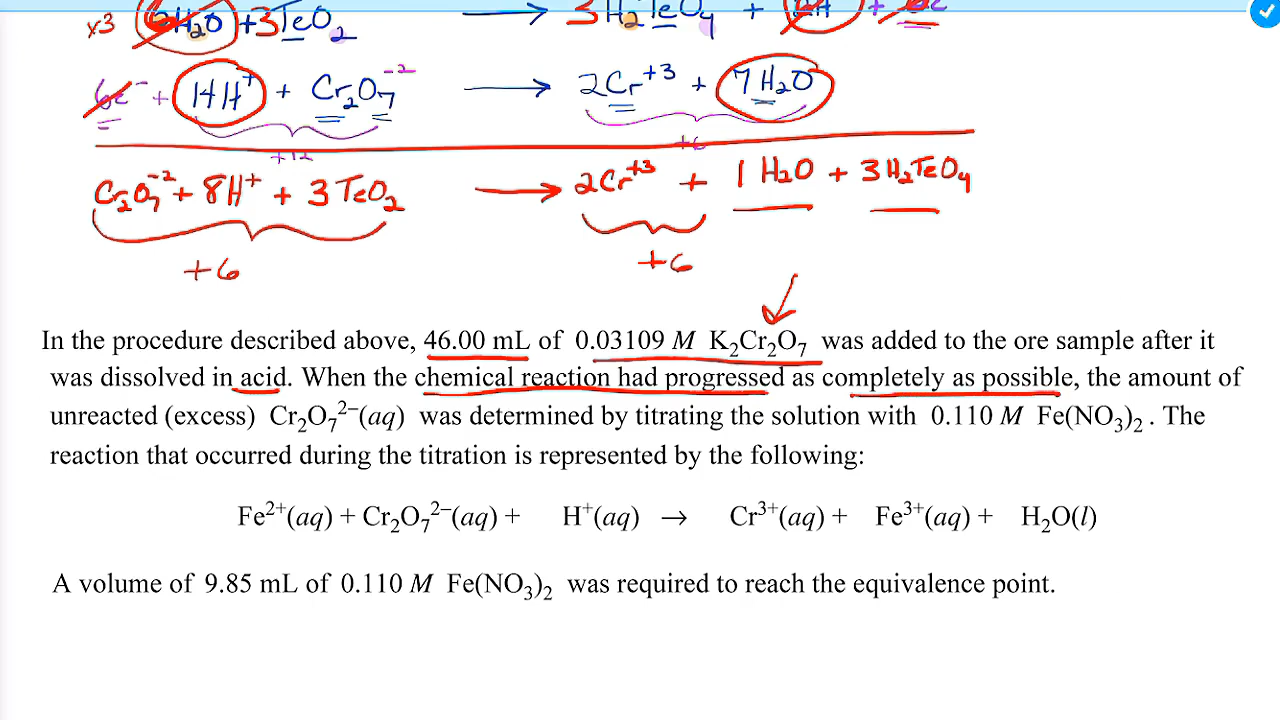 x3 6H₂O + 3TeO₂ → 3H₂TeO₄ + 6H + 6e
6e⁻ + 14H⁺ + Cr₂O₇⁻² → 2Cr⁺³ + 7H₂O
+12 +6
Cr₂O₇⁻² + 8H⁺ + 3TeO₂ → 2Cr⁺³ + 1H₂O + 3H₂TeO₄
+6 +6
In the procedure described above, 46.00 mL of 0.03109 M K₂Cr₂O₇ was added to the ore sample after it
was dissolved in acid. When the chemical reaction had progressed as completely as possible, the amount of
unreacted (excess) Cr₂O₇²⁻(aq) was determined by titrating the solution with 0.110 M Fe(NO₃)₂. The
reaction that occurred during the titration is represented by the following:
Fe²⁺(aq) + Cr₂O₇²⁻(aq) + H⁺(aq) → Cr³⁺(aq) + Fe³⁺(aq) + H₂O(l)
A volume of 9.85 mL of 0.110 M Fe(NO₃)₂ was required to reach the equivalence point.